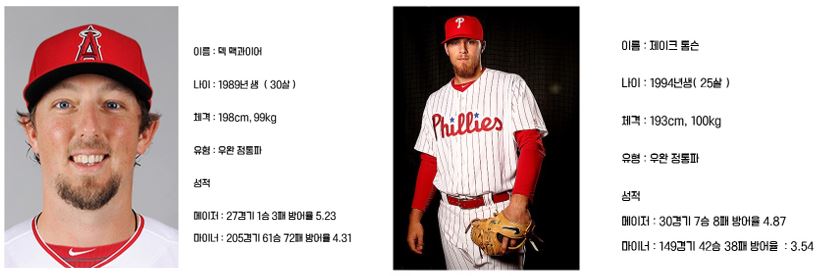 이름 : 덱 맥과이어
나이 : 1989년 생 ( 30살 )
체격 : 198cm, 99kg
유형 : 우완 정통파
성적
메이저 : 27경기 1승 3패 방어율 5.23
마이너 : 205경기 61승 72패 방어율 4.31
A
P
Phillies
이름 : 제이크 톰슨
나이 : 1994년생( 25살 )
체격 : 193cm, 100kg
유형 : 우완 정통파
성적
메이저 : 30경기 7승 8패 방어율 4.87
마이너 : 149경기 42승 38패 방어율 : 3.54